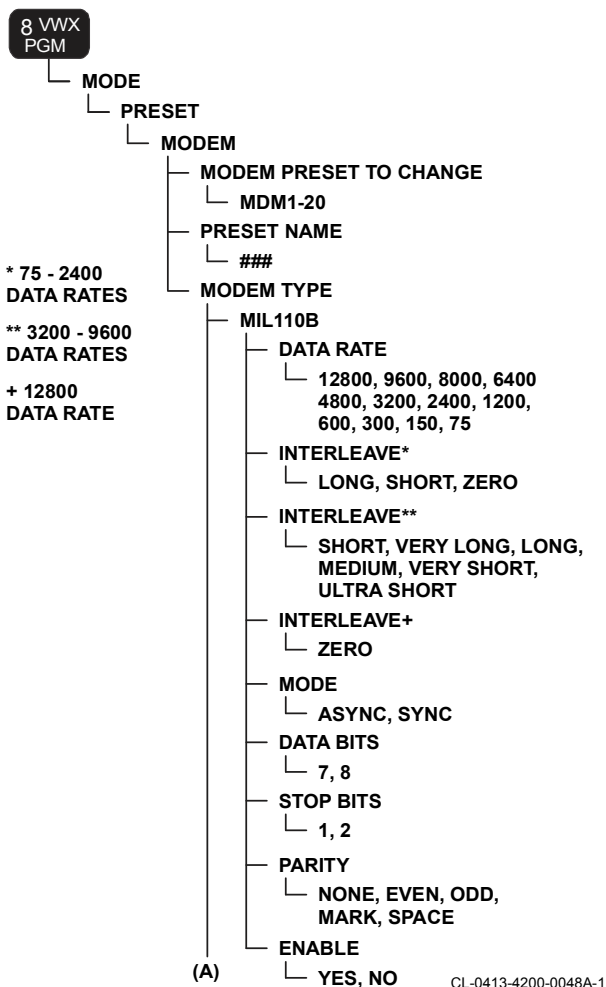 8 VWX
PGM
MODE
PRESET
MODEM
MODEM PRESET TO CHANGE
MDM1-20
PRESET NAME
###
* 75 - 2400
DATA RATES
** 3200 - 9600
DATA RATES
+ 12800
DATA RATE
MODEM TYPE
MIL110B
DATA RATE
12800, 9600, 8000, 6400
4800, 3200, 2400, 1200,
600, 300, 150, 75
INTERLEAVE*
LONG, SHORT, ZERO
INTERLEAVE**
SHORT, VERY LONG, LONG,
MEDIUM, VERY SHORT,
ULTRA SHORT
INTERLEAVE+
ZERO
MODE
ASYNC, SYNC
DATA BITS
7, 8
STOP BITS
1, 2
PARITY
NONE, EVEN, ODD,
MARK, SPACE
ENABLE
YES, NO
(A)
CL-0413-4200-0048A-1